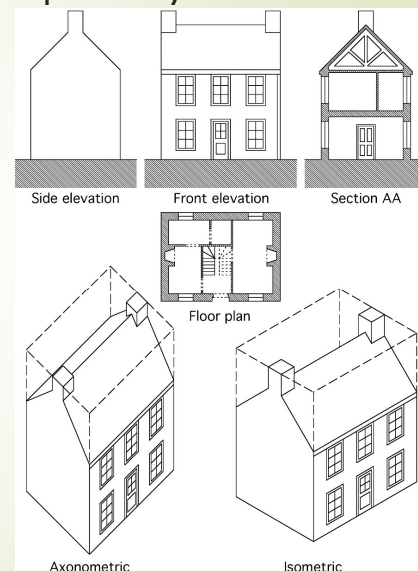 Side elevation
Front elevation
Section AA
Floor plan
Axonometric
Isometric